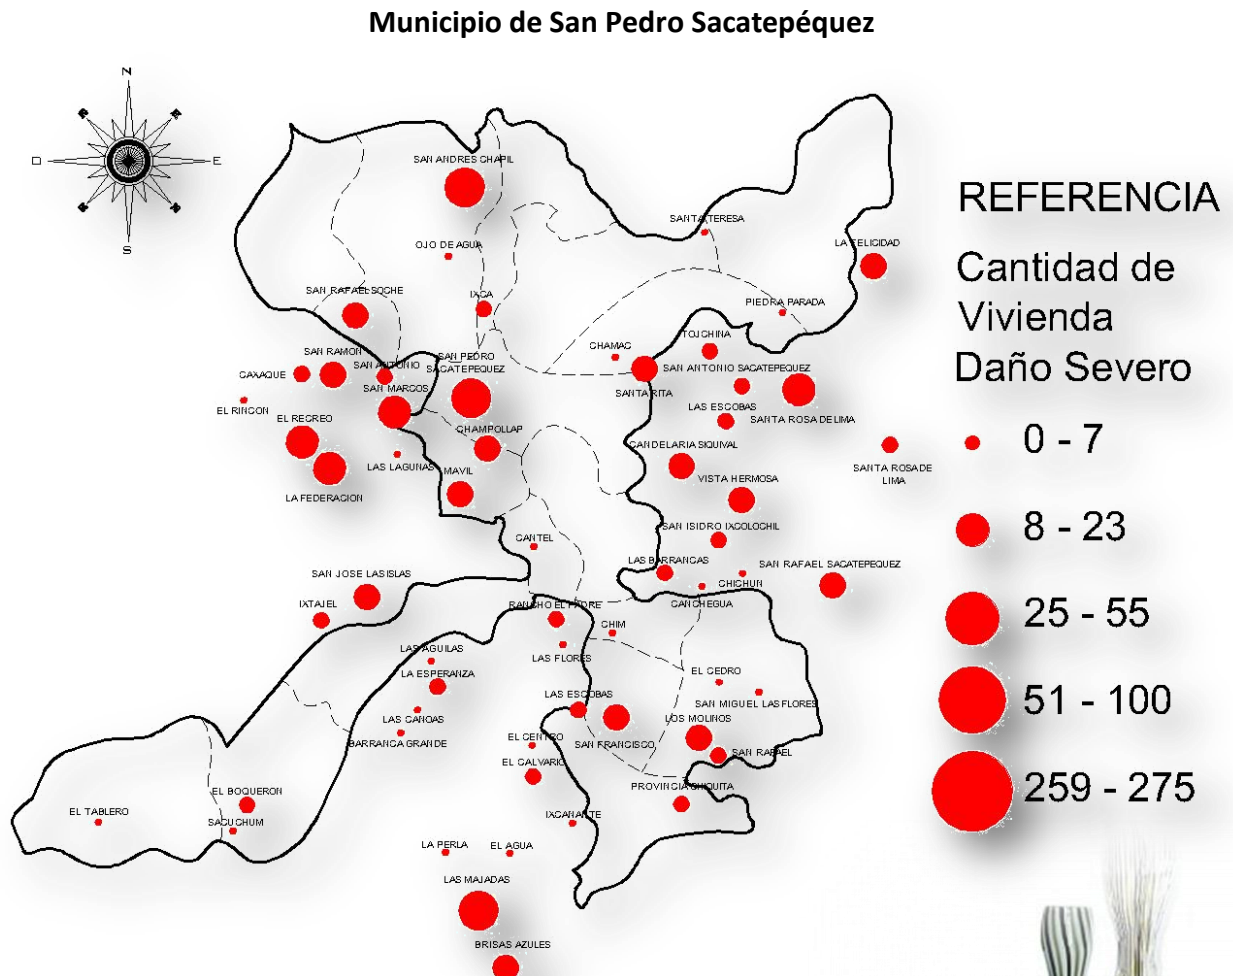 Municipio de San Pedro Sacatepéquez
N
O
E
S
SAN ANDRES CHAPIL
SANTA TERESA
LA FELICIDAD
OJO DE AGUA
SAN RAFAEL SOCHE
IXCA
PIEDRA PARADA
TOJCHINA
CHAMAC
SAN RAMON
SAN ANTONIO
SAN PEDRO
SACATEPEQUEZ
CAXAQUE
SAN MARCOS
SAN ANTONIO SACATEPEQUEZ
SANTA RITA
EL RINCON
LAS ESCOBAS
SANTA ROSA DE LIMA
EL RECREO
CHAMPOLLAP
CANDELARIA SIQUIVAL
LAS LAGUNAS
MAVIL
VISTA HERMOSA
SANTA ROSA DE
LIMA
LA FEDERACION
SAN ISIDRO IXCOLOCHIL
CANTEL
LAS BARRANCAS
SAN RAFAEL SACATEPEQUEZ
SAN JOSE LAS ISLAS
CHICHUN
CANCHEGUA
IXTAJEL
RANCHO EL PADRE
CHIM
LAS AGUILAS
LAS FLORES
LA ESPERANZA
EL CEDRO
LAS ESCOBAS
SAN MIGUEL LAS FLORES
LAS CANOAS
LOS MOLINOS
BARRANCA GRANDE
EL CENTRO
SAN FRANCISCO
SAN RAFAEL
EL CALVARIO
PROVINCIA CHIQUITA
EL BOQUERON
EL TABLERO
SACUCHUM
IXCANANTE
LA PERLA
EL AGUA
LAS MAJADAS
BRISAS AZULES
REFERENCIA
Cantidad de
Vivienda
Daño Severo
0 - 7
8 - 23
25 - 55
51 - 100
259 - 275